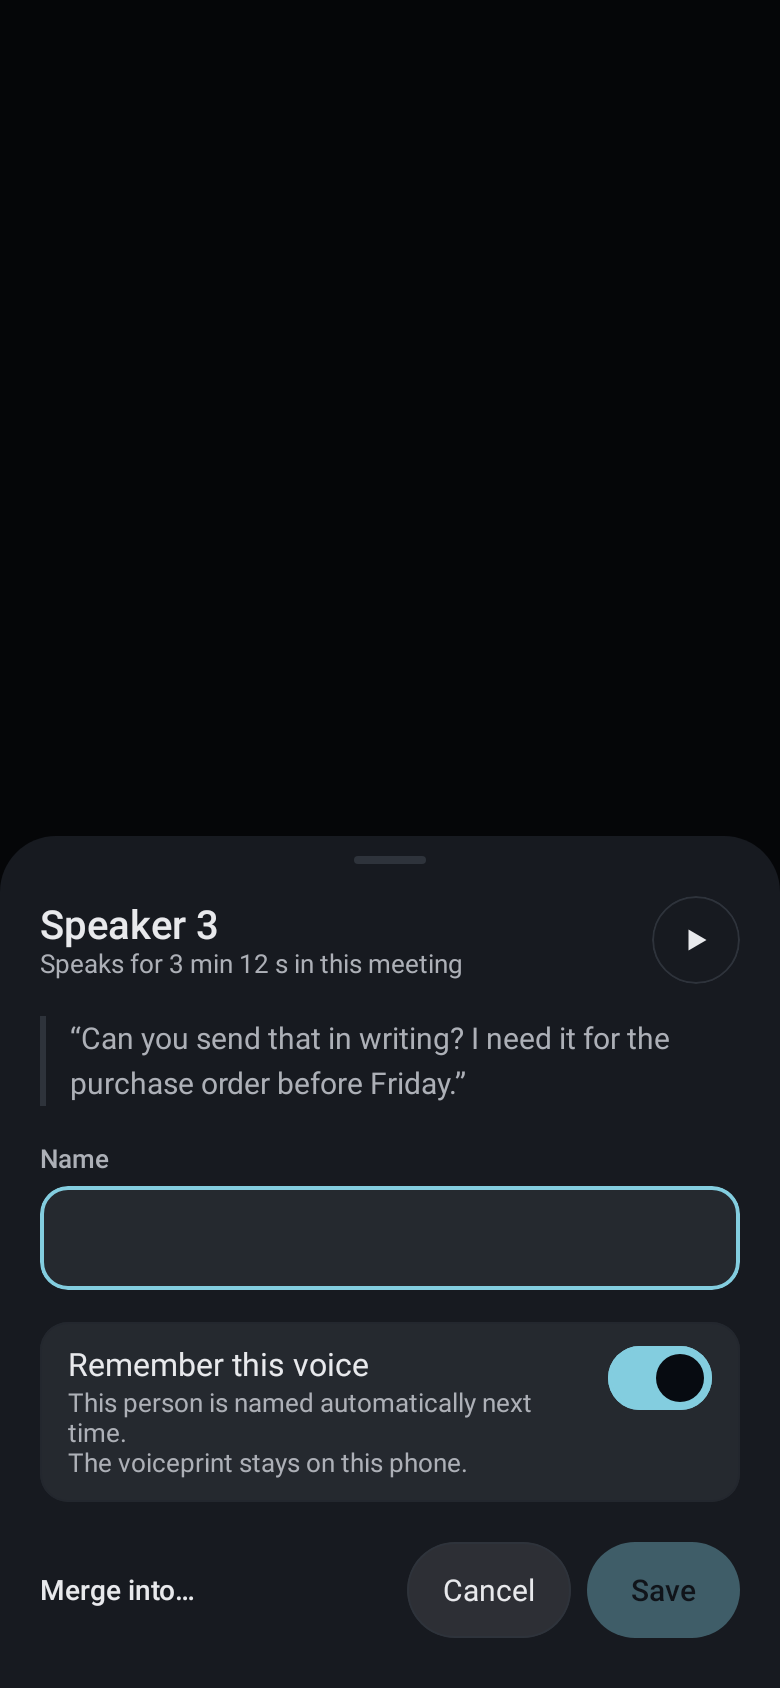 Speaker 3
Speaks for 3 min 12 s in this meeting
“Can you send that in writing? I need it for the
purchase order before Friday.”
Name
Remember this voice
This person is named automatically next
time.
The voiceprint stays on this phone.
Merge into…
Cancel
Save